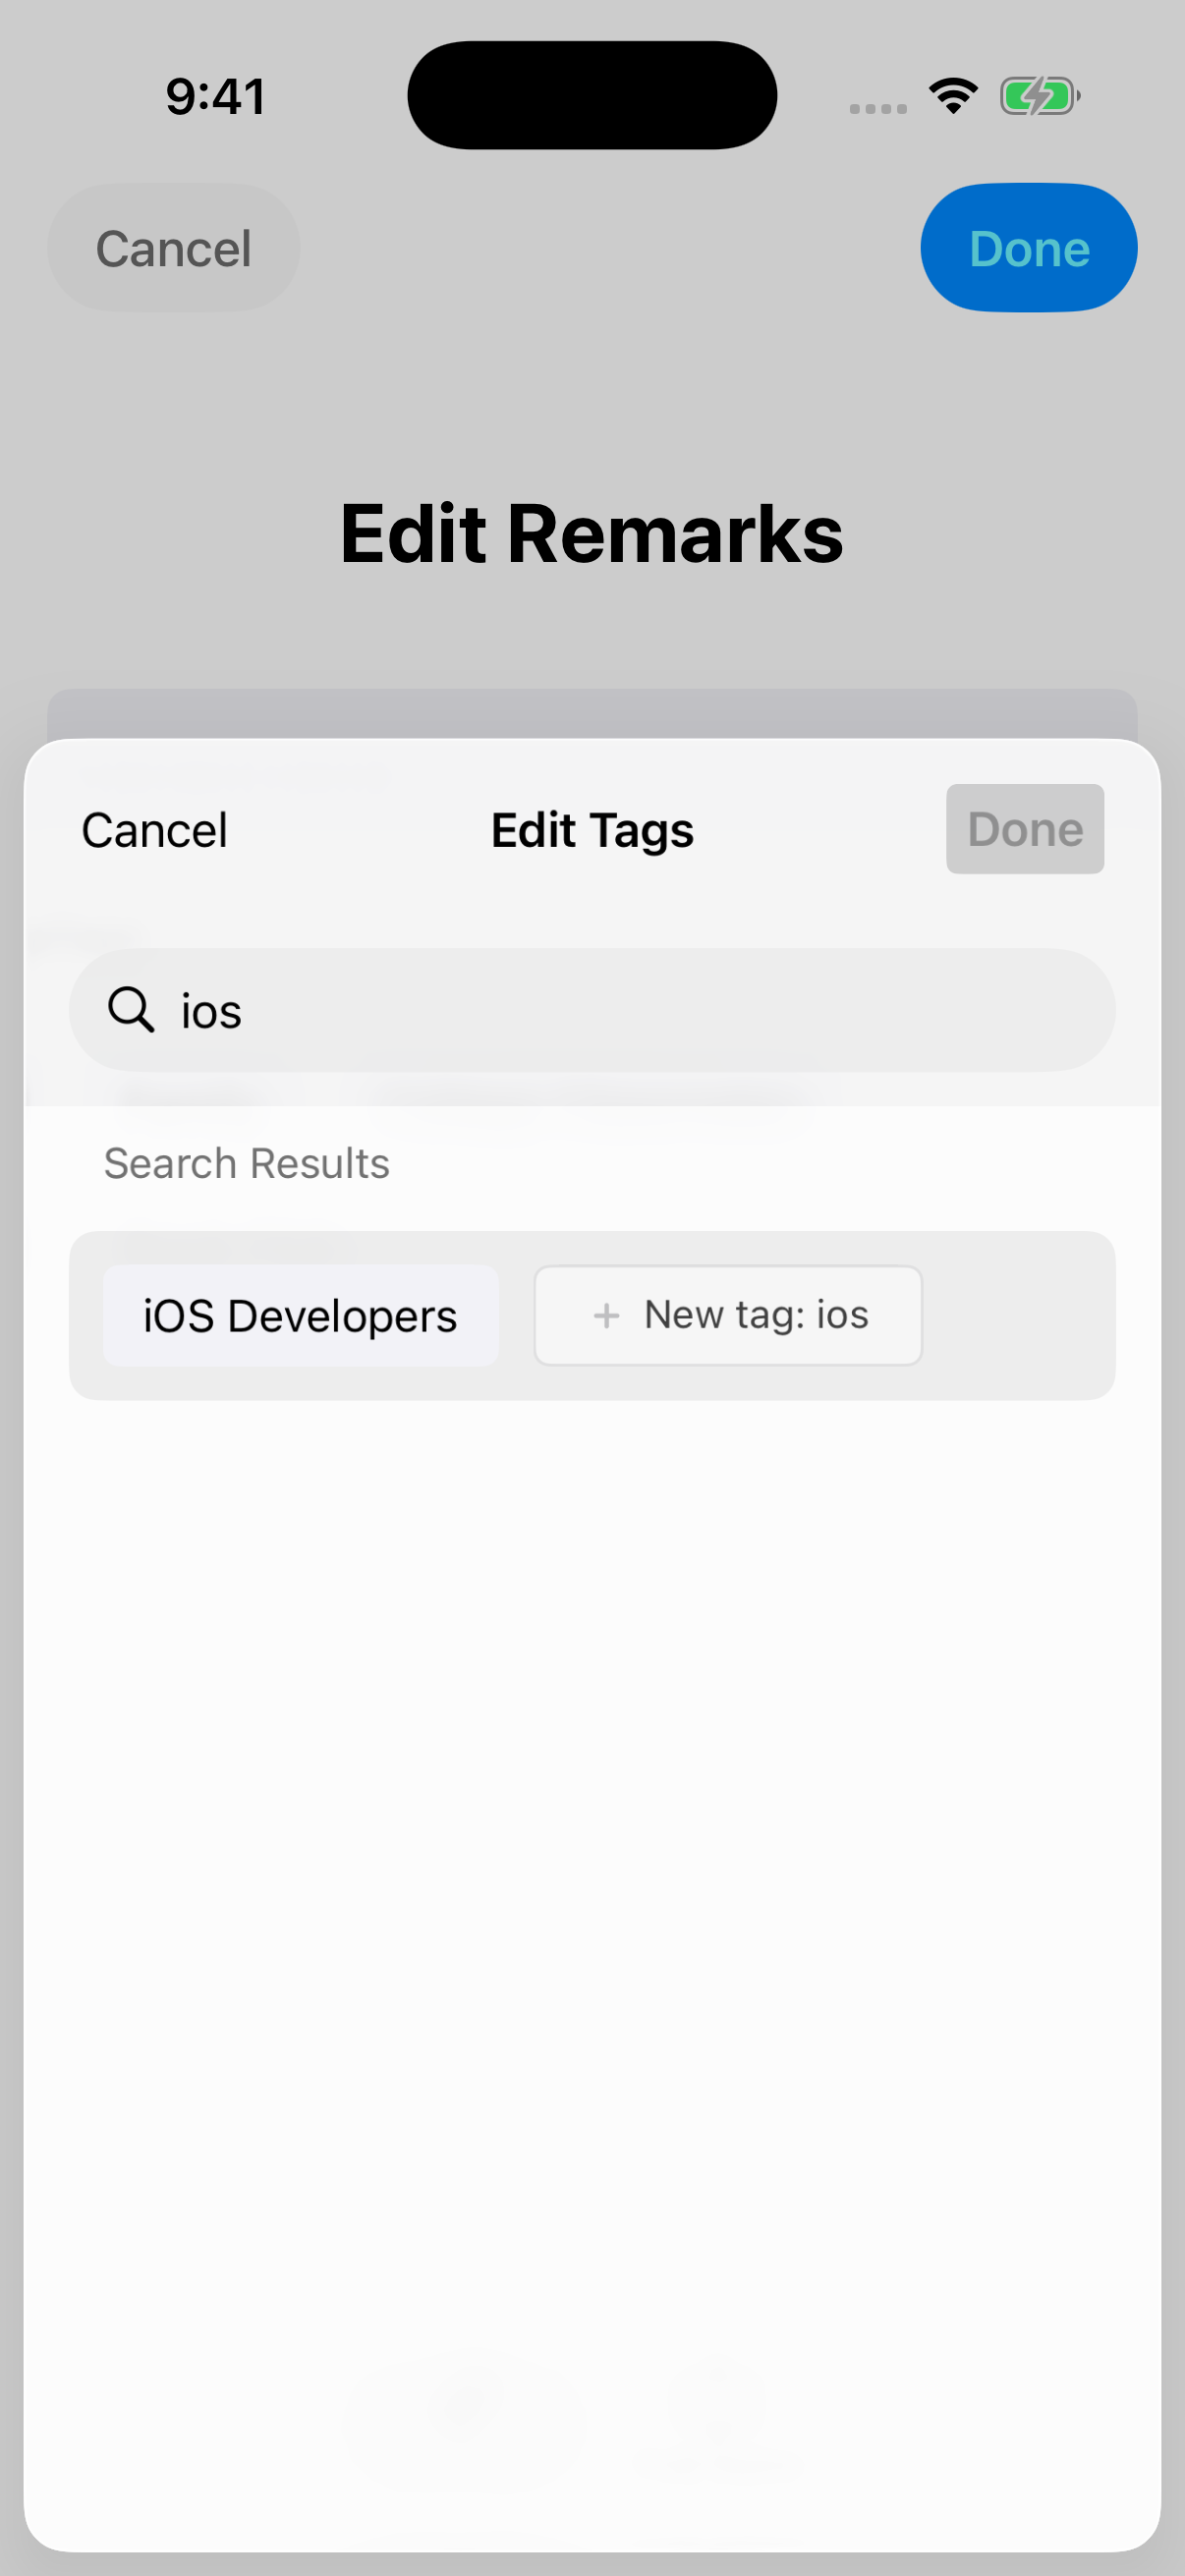 9:41
Cancel
Done
Edit Remarks
Cancel
Edit Tags
Done
ios
Search Results
iOS Developers
+ New tag: ios